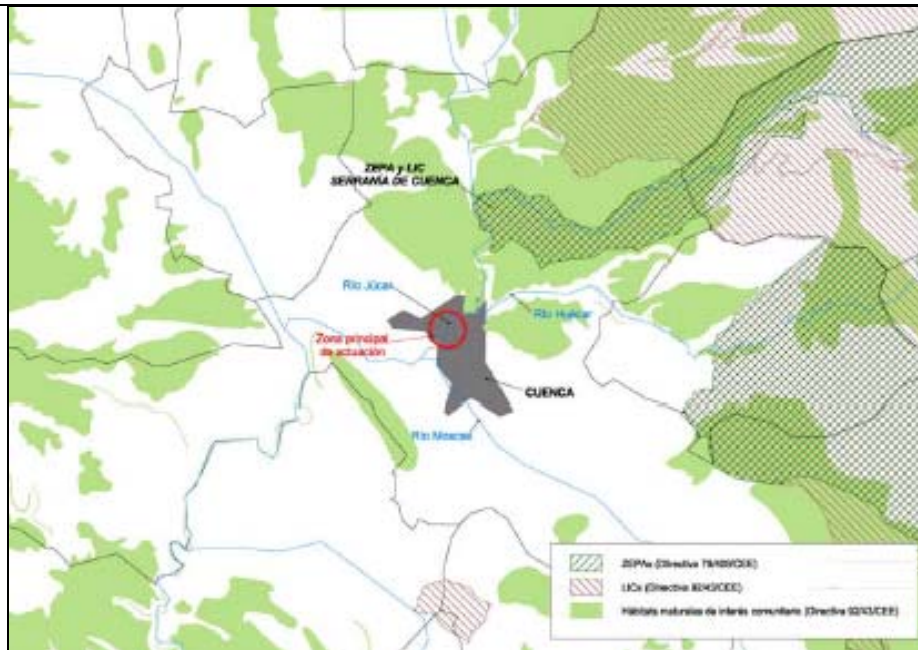 ZEPA y LIC
SERRANÍA DE CUENCA
Río Júcar
Río Huécar
Zona principal
de actuación
CUENCA
Río Moscas
ZEPAs (Directiva 79/409/CEE)
LICs (Directiva 92/43/CEE)
Hábitats naturales de interés comunitario (Directiva 92/43/CEE)